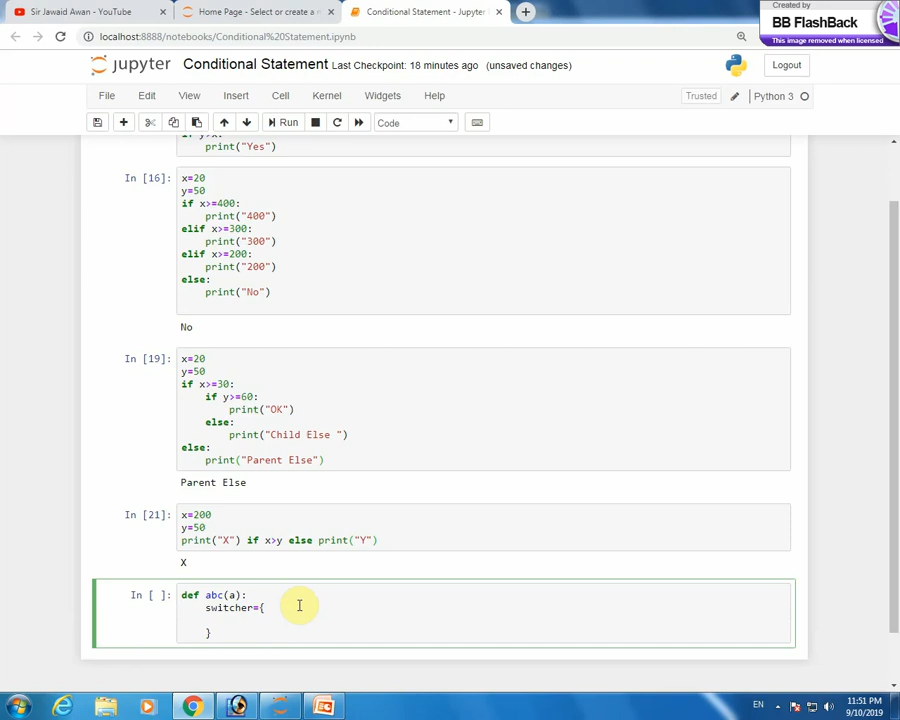 Sir Jawaid Awan - YouTube
Home Page - Select or create a n
Conditional Statement - Jupyter
Created by
BB FlashBack
This image removed when licensed
localhost:8888/notebooks/Conditional%20Statement.ipynb
jupyter Conditional Statement Last Checkpoint: 18 minutes ago (unsaved changes)
Logout
File Edit View Insert Cell Kernel Widgets Help
Trusted
Python 3
Run
Code
print("Yes")
In [16]:
x=20
y=50
if x>=400:
    print("400")
elif x>=300:
    print("300")
elif x>=200:
    print("200")
else:
    print("No")
No
In [19]:
x=20
y=50
if x>=30:
    if y>=60:
        print("OK")
    else:
        print("Child Else ")
else:
    print("Parent Else")
Parent Else
In [21]:
x=200
y=50
print("X") if x>y else print("Y")
X
In [ ]:
def abc(a):
    switcher={
    }
EN
11:51 PM
9/10/2019